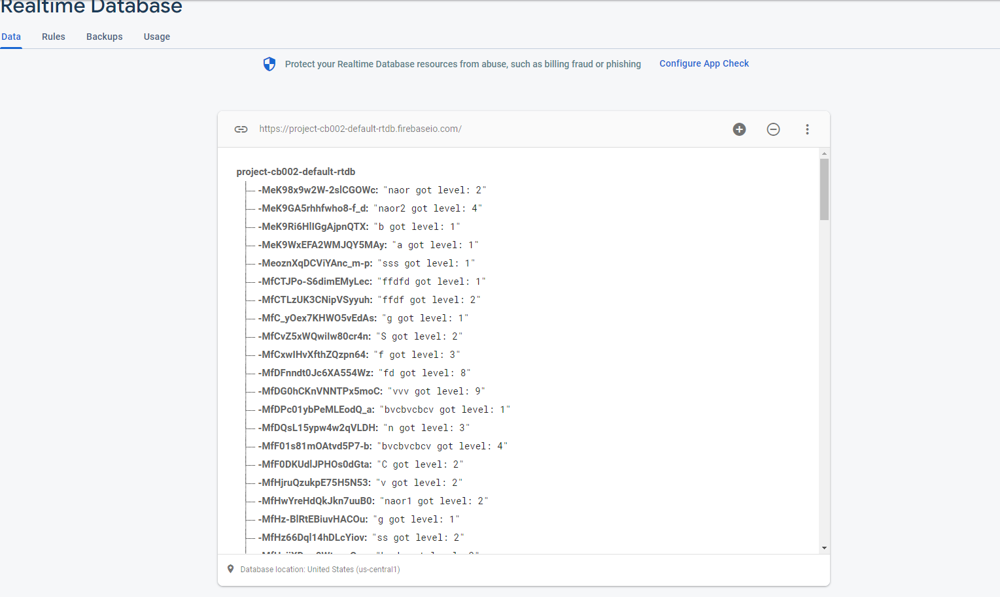 Realtime Database
Data Rules Backups Usage
Protect your Realtime Database resources from abuse, such as billing fraud or phishing Configure App Check
https://project-cb002-default-rtdb.firebaseio.com/
project-cb002-default-rtdb
-MeK98x9w2W-2slCGOWc: "naor got level: 2"
-MeK9GA5rhhfwho8-f_d: "naor2 got level: 4"
-MeK9Ri6HlIGgAjpnQTX: "b got level: 1"
-MeK9WxEFA2WMJQY5MAy: "a got level: 1"
-MeoznXqDCViYAnc_m-p: "sss got level: 1"
-MfCTJPo-S6dimEMyLec: "ffdfd got level: 1"
-MfCTLzUK3CNipVSyyuh: "ffdf got level: 2"
-MfC_yOex7KHWO5vEdAs: "g got level: 1"
-MfCvZ5xWQwiIw80cr4n: "S got level: 2"
-MfCxwIHvXfthZQzpn64: "f got level: 3"
-MfDFnndt0Jc6XA554Wz: "fd got level: 8"
-MfDG0hCKnVNNTPx5moC: "vvv got level: 9"
-MfDPc01ybPeMLEodQ_a: "bvcbvcbcv got level: 1"
-MfDQsL15ypw4w2qVLDH: "n got level: 3"
-MfF01s81mOAtvd5P7-b: "bvcbvcbcv got level: 4"
-MfF0DKUdlJPHOs0dGta: "C got level: 2"
-MfHjruQzukpE75H5N53: "v got level: 2"
-MfHwYreHdQkJkn7uuB0: "naor1 got level: 2"
-MfHz-BlRtEBiuvHACOu: "g got level: 1"
-MfHz66Dql14hDLcYiov: "ss got level: 2"
Database location: United States (us-central1)